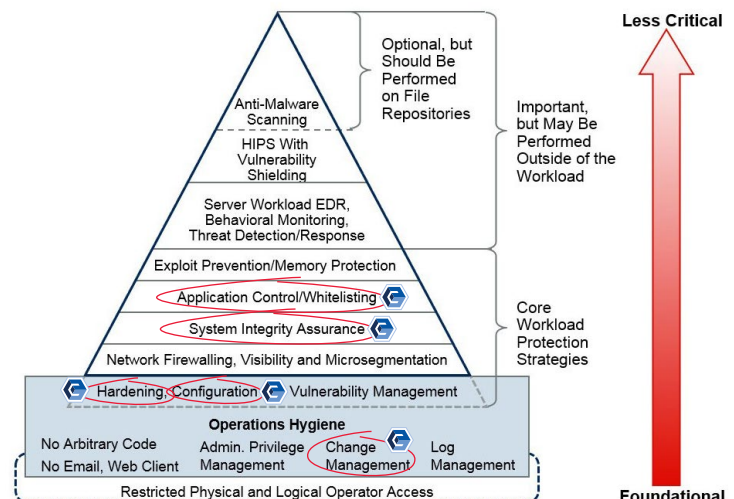 Less Critical
Optional, but
Should Be
Performed
on File
Repositories
Anti-Malware
Scanning
Important,
but May Be
Performed
Outside of the
Workload
HIPS With
Vulnerability
Shielding
Server Workload EDR,
Behavioral Monitoring,
Threat Detection/Response
Exploit Prevention/Memory Protection
Application Control/Whitelisting
System Integrity Assurance
Network Firewalling, Visibility and Microsegmentation
Core
Workload
Protection
Strategies
Hardening, Configuration Vulnerability Management
Operations Hygiene
No Arbitrary Code
No Email, Web Client
Admin. Privilege
Management
Change
Management
Log
Management
Restricted Physical and Logical Operator Access
Foundational